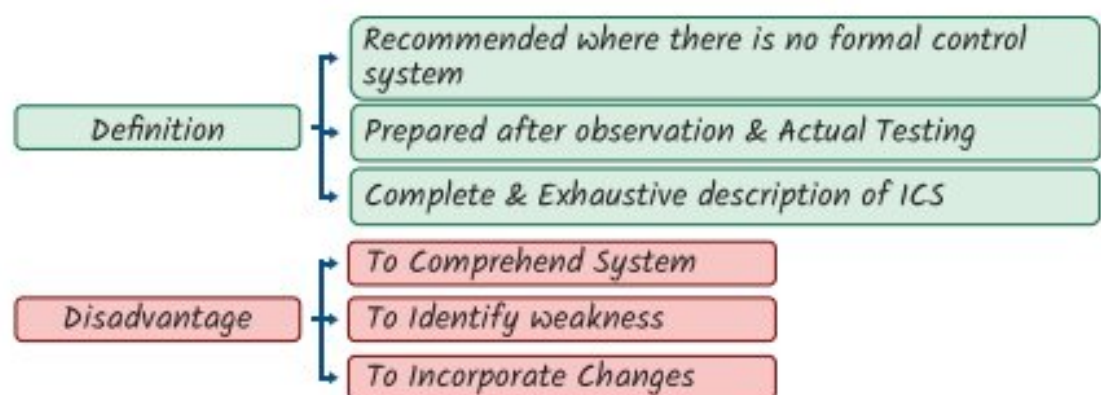 Definition
Recommended where there is no formal control
system
Prepared after observation & Actual Testing
Complete & Exhaustive description of ICS
Disadvantage
To Comprehend System
To Identify weakness
To Incorporate Changes